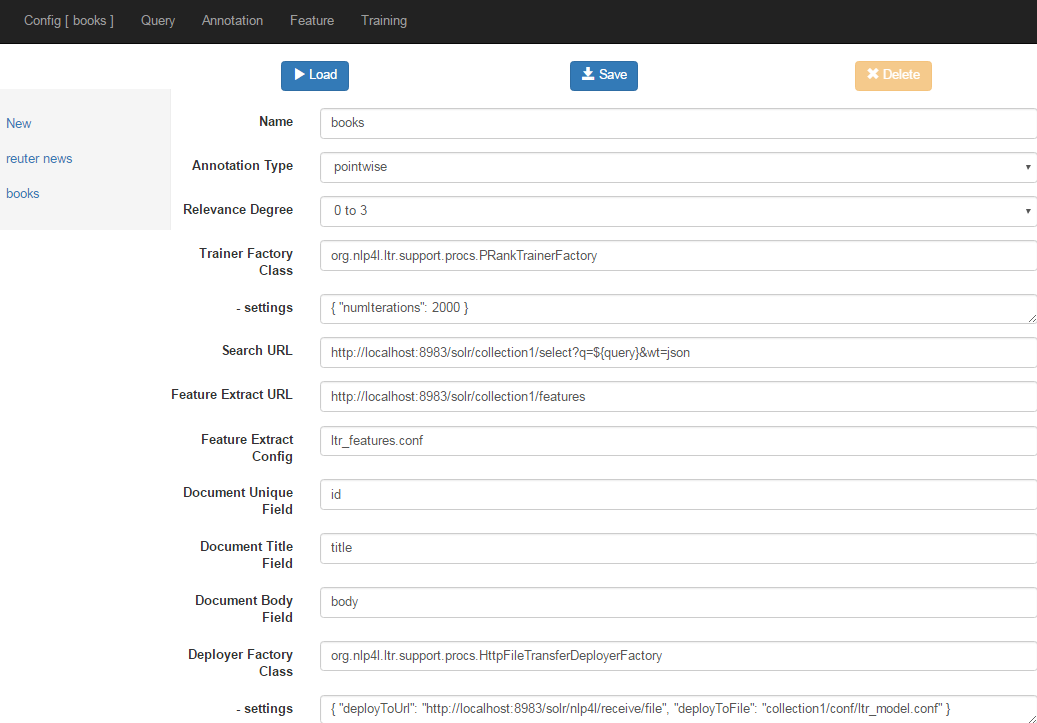 Config [ books ] Query Annotation Feature Training
Load Save Delete
New
reuter news
books
Name books
Annotation Type pointwise
Relevance Degree 0 to 3
Trainer Factory Class org.nlp4l.ltr.support.procs.PRankTrainerFactory
- settings { "numIterations": 2000 }
Search URL http://localhost:8983/solr/collection1/select?q=${query}&wt=json
Feature Extract URL http://localhost:8983/solr/collection1/features
Feature Extract Config ltr_features.conf
Document Unique Field id
Document Title Field title
Document Body Field body
Deployer Factory Class org.nlp4l.ltr.support.procs.HttpFileTransferDeployerFactory
- settings { "deployToUrl": "http://localhost:8983/solr/nlp4l/receive/file", "deployToFile": "collection1/conf/ltr_model.conf" }